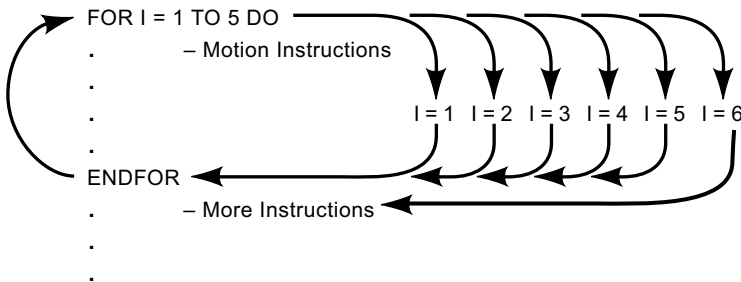 FOR I = 1 TO 5 DO
. – Motion Instructions
.
I = 1 I = 2 I = 3 I = 4 I = 5 I = 6
.
.
ENDFOR
. – More Instructions
.
.